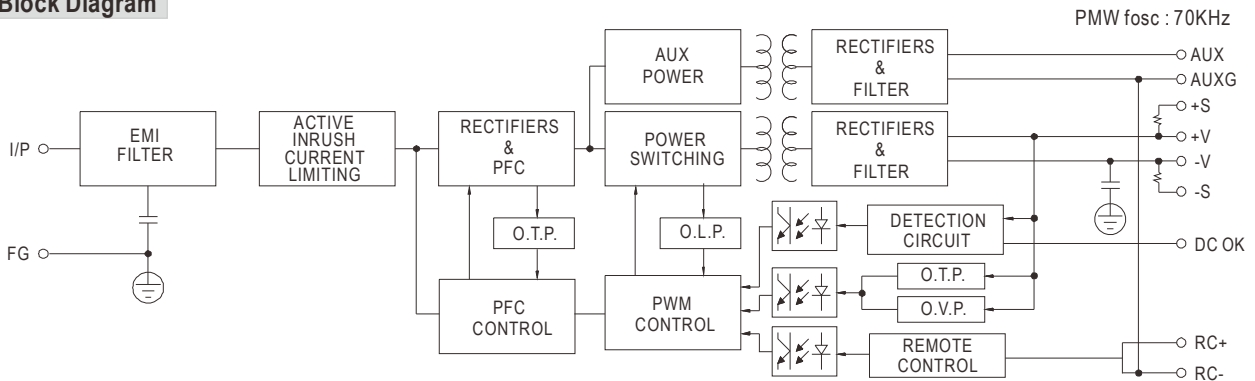 Block Diagram
PMW fosc : 70KHz
I/P
FG
EMI
FILTER
ACTIVE
INRUSH
CURRENT
LIMITING
RECTIFIERS
&
PFC
O.T.P.
PFC
CONTROL
AUX
POWER
POWER
SWITCHING
O.L.P.
PWM
CONTROL
RECTIFIERS
&
FILTER
RECTIFIERS
&
FILTER
DETECTION
CIRCUIT
O.T.P.
O.V.P.
REMOTE
CONTROL
AUX
AUXG
+S
+V
-V
-S
DC OK
RC+
RC-